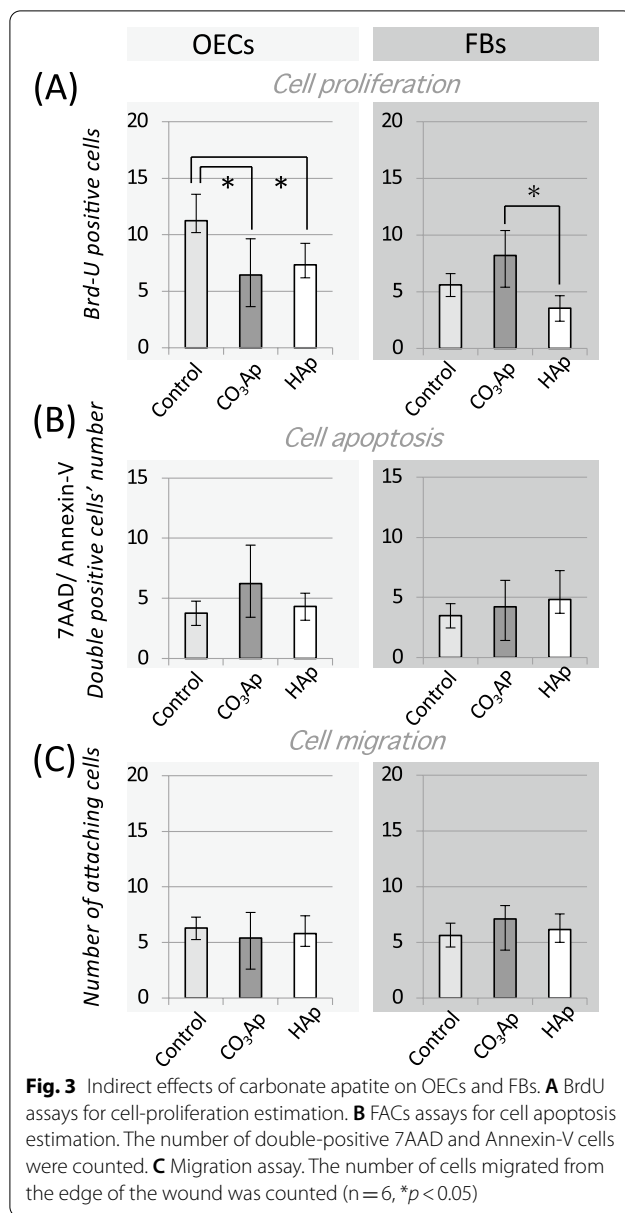 OECs FBs
(A) Cell proliferation
Brd-U positive cells
20 20
15 15
* * *
10 10
5 5
0 0
Control CO₃Ap HAp Control CO₃Ap HAp
(B) Cell apoptosis
7AAD/ Annexin-V
Double positive cells' number
15 15
10 10
5 5
0 0
Control CO₃Ap HAp Control CO₃AP HAp
(C) Cell migration
Number of attaching cells
20 20
15 15
10 10
5 5
0 0
Control CO₃Ap HAp Control CO₃Ap HAp
Fig. 3 Indirect effects of carbonate apatite on OECs and FBs. A BrdU
assays for cell-proliferation estimation. B FACs assays for cell apoptosis
estimation. The number of double-positive 7AAD and Annexin-V cells
were counted. C Migration assay. The number of cells migrated from
the edge of the wound was counted (n = 6, *p < 0.05)